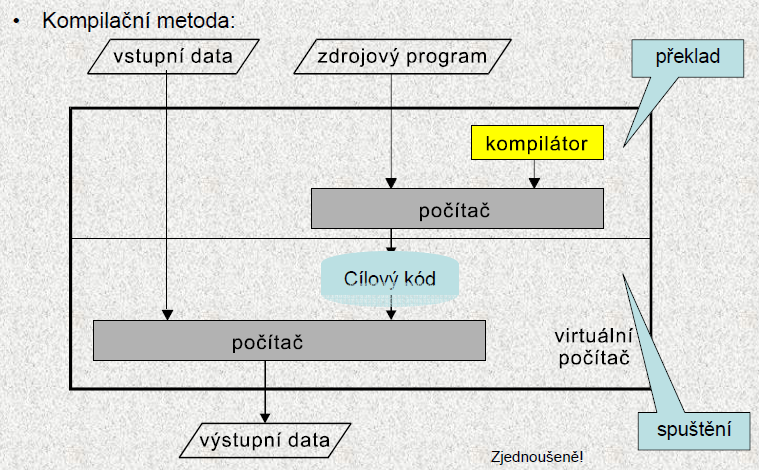 • Kompilační metoda:
vstupní data
zdrojový program
překlad
kompilátor
počítač
Cílový kód
počítač
virtuální
počítač
spuštění
výstupní data
Zjednoušeně!